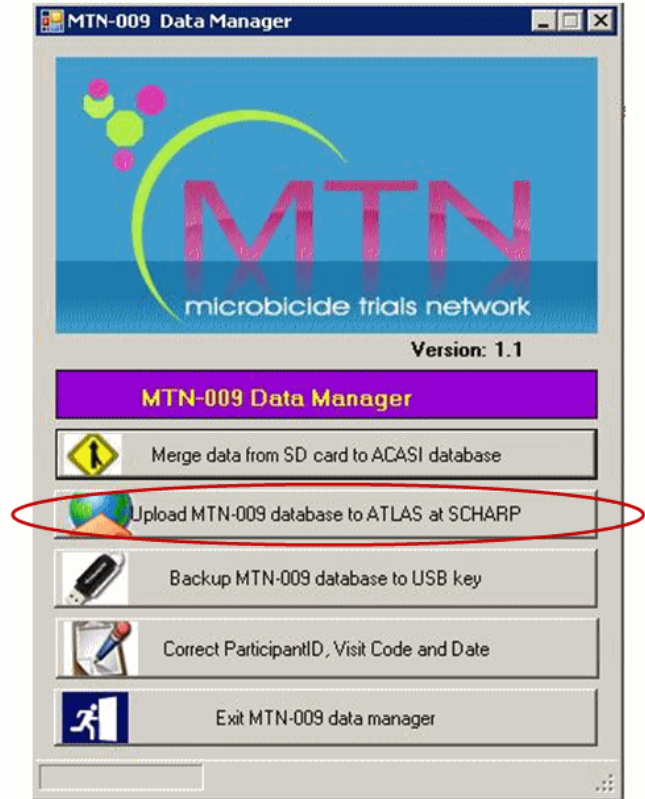 MTN-009 Data Manager
MTN
microbicide trials network
Version: 1.1
MTN-009 Data Manager
Merge data from SD card to ACASI database
Upload MTN-009 database to ATLAS at SCHARP
Backup MTN-009 database to USB key
Correct ParticipantID, Visit Code and Date
Exit MTN-009 data manager